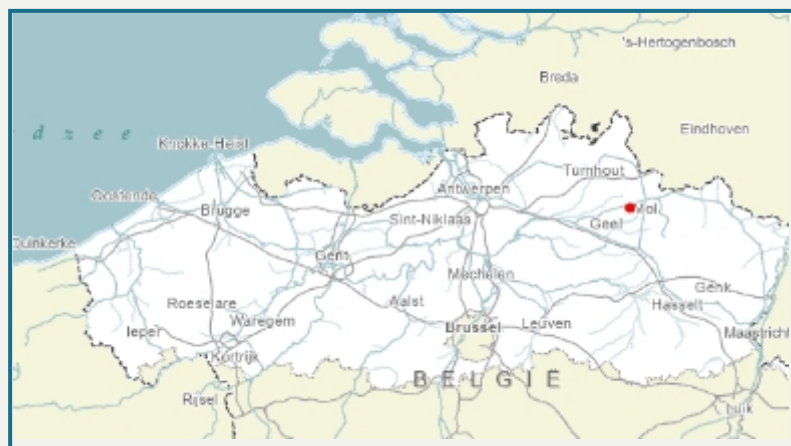 's-Hertogenbosch
Breda
dzee
Eindhoven
Knokke-Heist
Turnhout
Oostende
Antwerpen
Brugge
Sint-Niklaas
Mol
Geel
Duinkerke
Gent
Mechelen
Genk
Roeselare
Aalst
Hasselt
Ieper
Waregem
Brussel
Leuven
Maastricht
Kortrijk
BELGIË
Rijsel
Luik